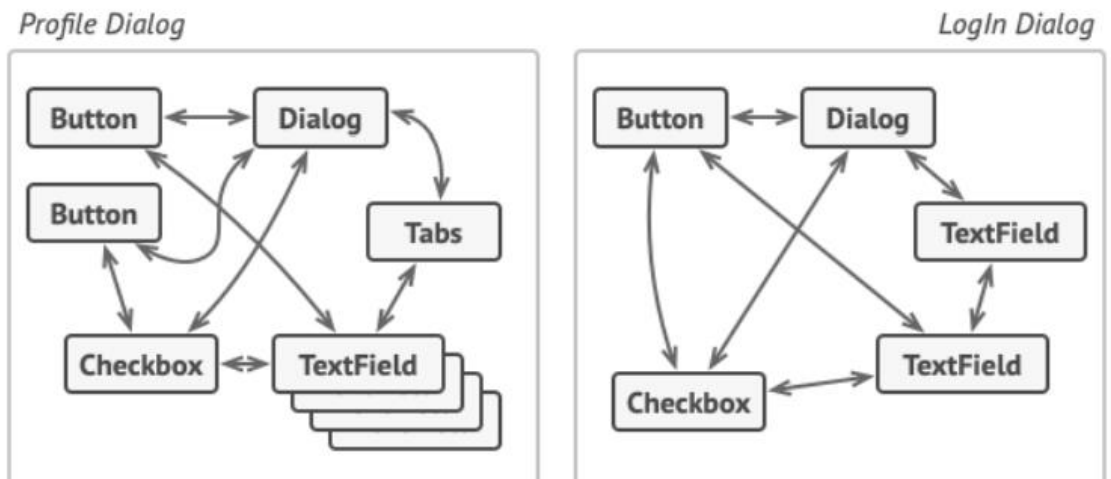 Profile Dialog
LogIn Dialog
Button
Dialog
Button
Tabs
Checkbox
TextField
Button
Dialog
TextField
TextField
Checkbox